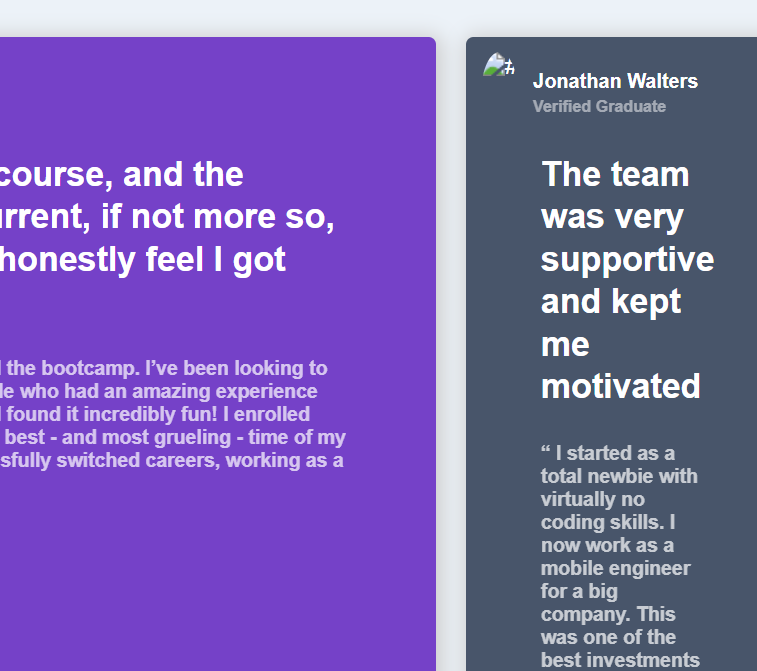 course, and the
rrent, if not more so,
honestly feel I got
the bootcamp. I’ve been looking to
who had an amazing experience
found it incredibly fun! I enrolled
best - and most grueling - time of my
sfully switched careers, working as a
Jonathan Walters
Verified Graduate
The team
was very
supportive
and kept
me
motivated
“ I started as a
total newbie with
virtually no
coding skills. I
now work as a
mobile engineer
for a big
company. This
was one of the
best investments